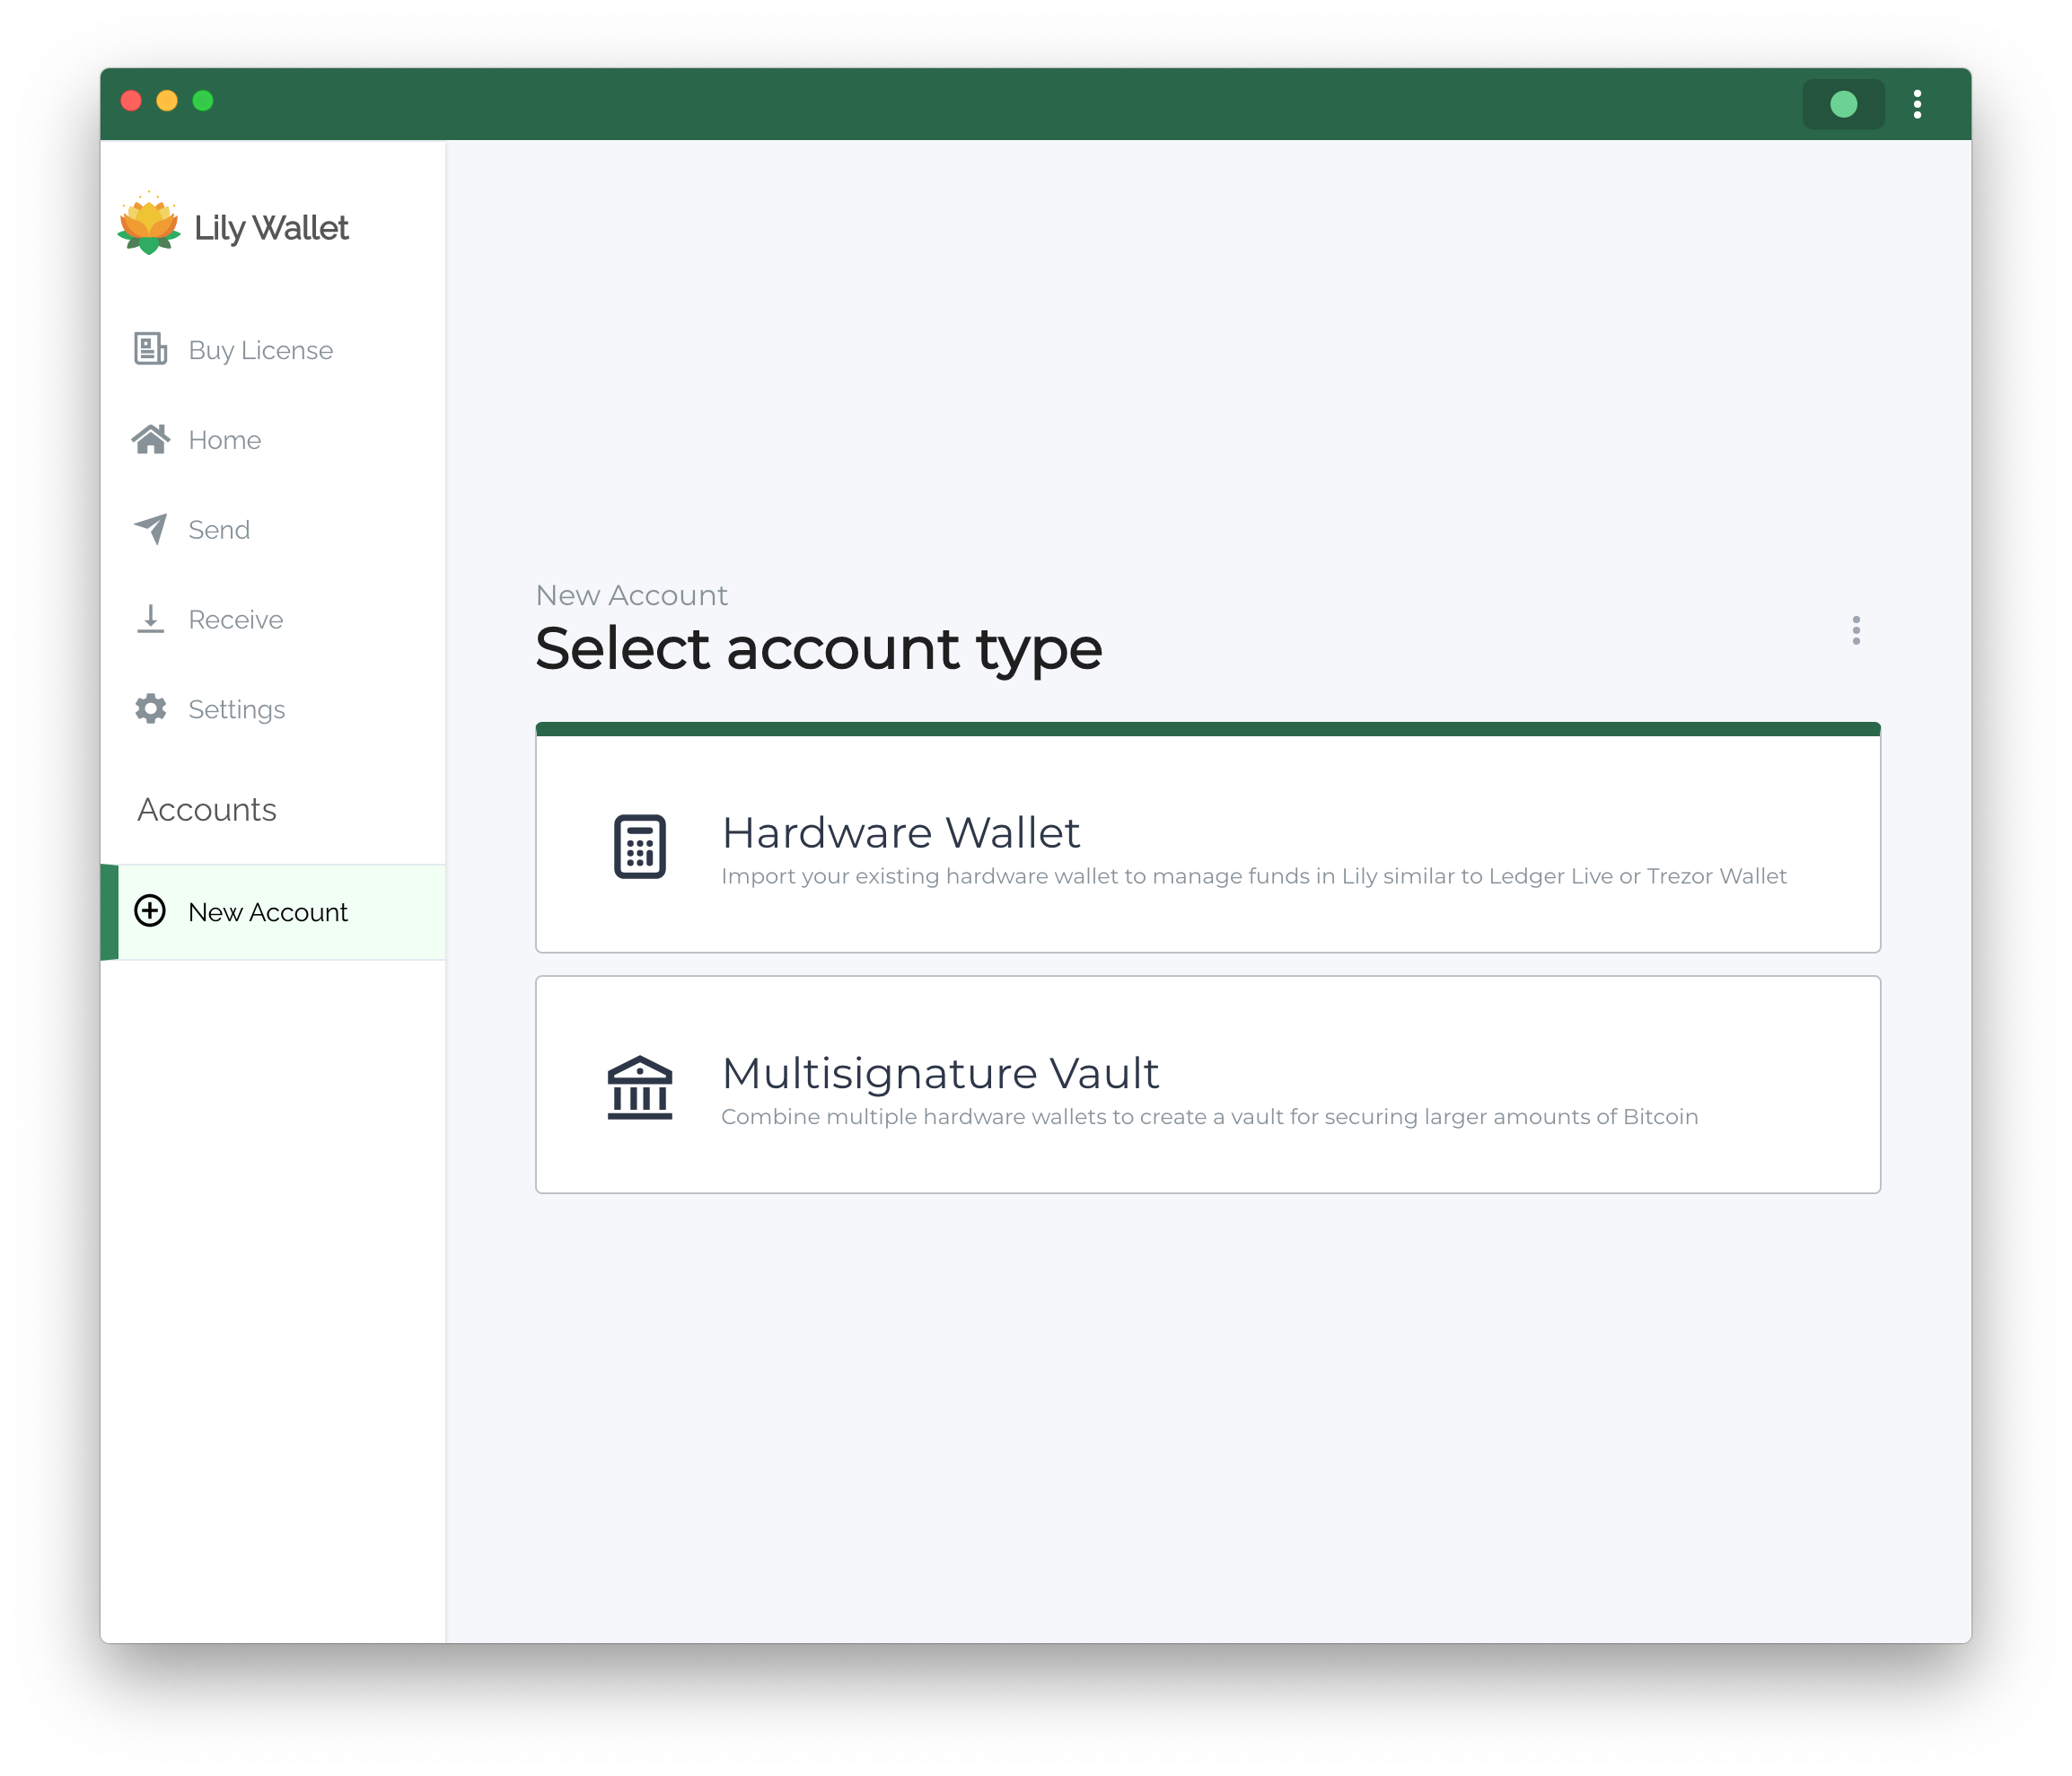 Lily Wallet
Buy License
Home
Send
Receive
Settings
Accounts
New Account
New Account
Select account type
Hardware Wallet
Import your existing hardware wallet to manage funds in Lily similar to Ledger Live or Trezor Wallet
Multisignature Vault
Combine multiple hardware wallets to create a vault for securing larger amounts of Bitcoin